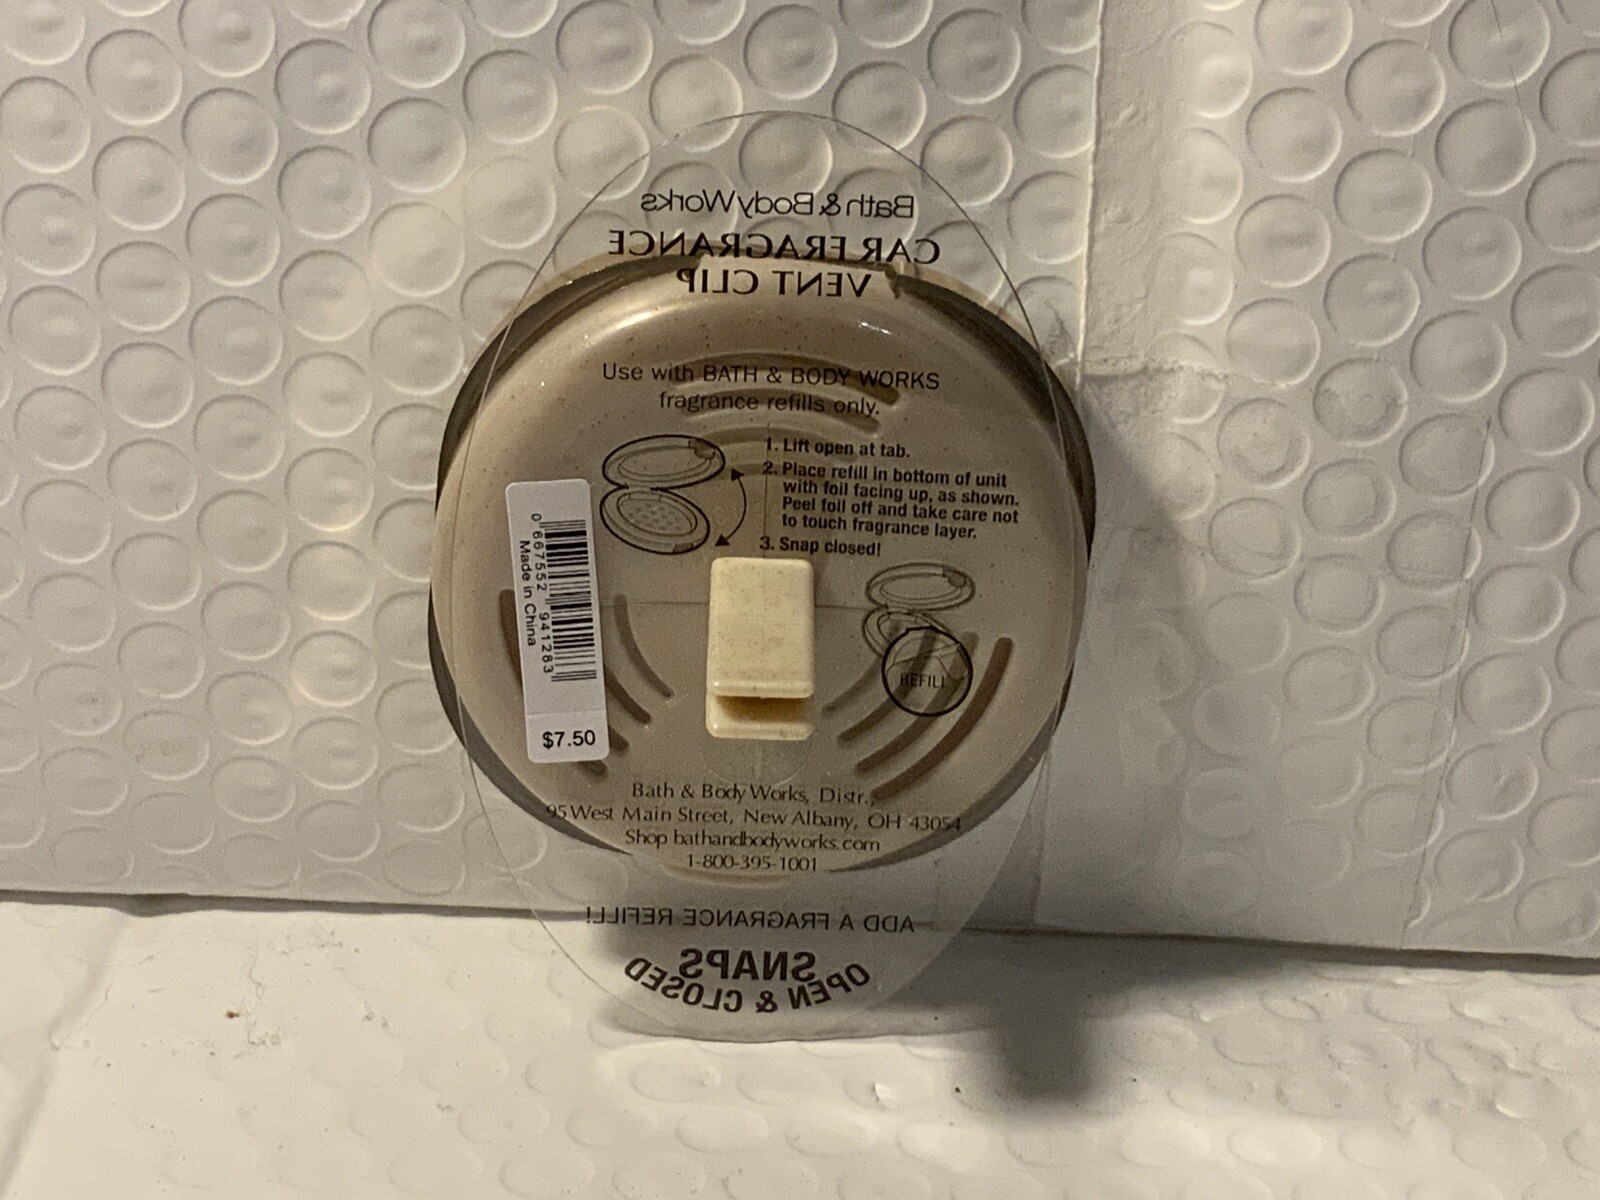 Bath & Body Works
CAR FRAGRANCE
VENT CLIP
Use with BATH & BODY WORKS
fragrance refills only.
1. Lift open at tab.
2. Place refill in bottom of unit
with foil facing up, as shown.
Peel foil off and take care not
to touch fragrance layer.
3. Snap closed!
REFILL
0 667552 941283
Made in China
$7.50
Bath & Body Works, Distr.,
95 West Main Street, New Albany, OH 43054
Shop bathandbodyworks.com
1-800-395-1001
ADD A FRAGRANCE REFILL!
SNAPS
OPEN & CLOSED